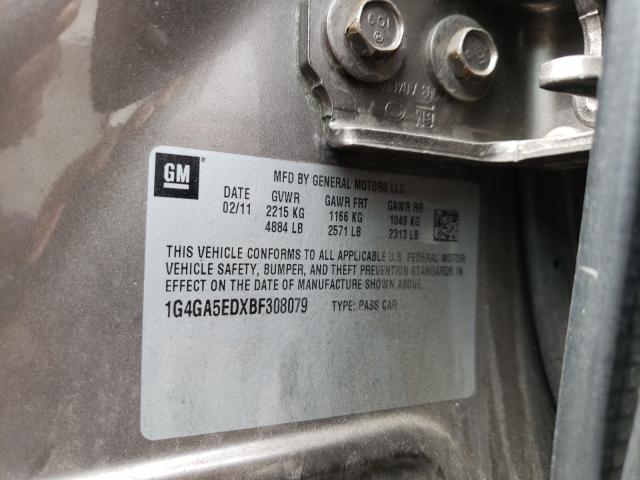 GM
MFD BY GENERAL MOTORS LLC
DATE GVWR GAWR FRT GAWR RR
02/11 2215 KG 1166 KG 1049 KG
4884 LB 2571 LB 2313 LB
THIS VEHICLE CONFORMS TO ALL APPLICABLE U.S. FEDERAL MOTOR
VEHICLE SAFETY, BUMPER, AND THEFT PREVENTION STANDARDS IN
EFFECT ON THE DATE OF MANUFACTURE SHOWN ABOVE.
1G4GA5EDXBF308079 TYPE: PASS CAR